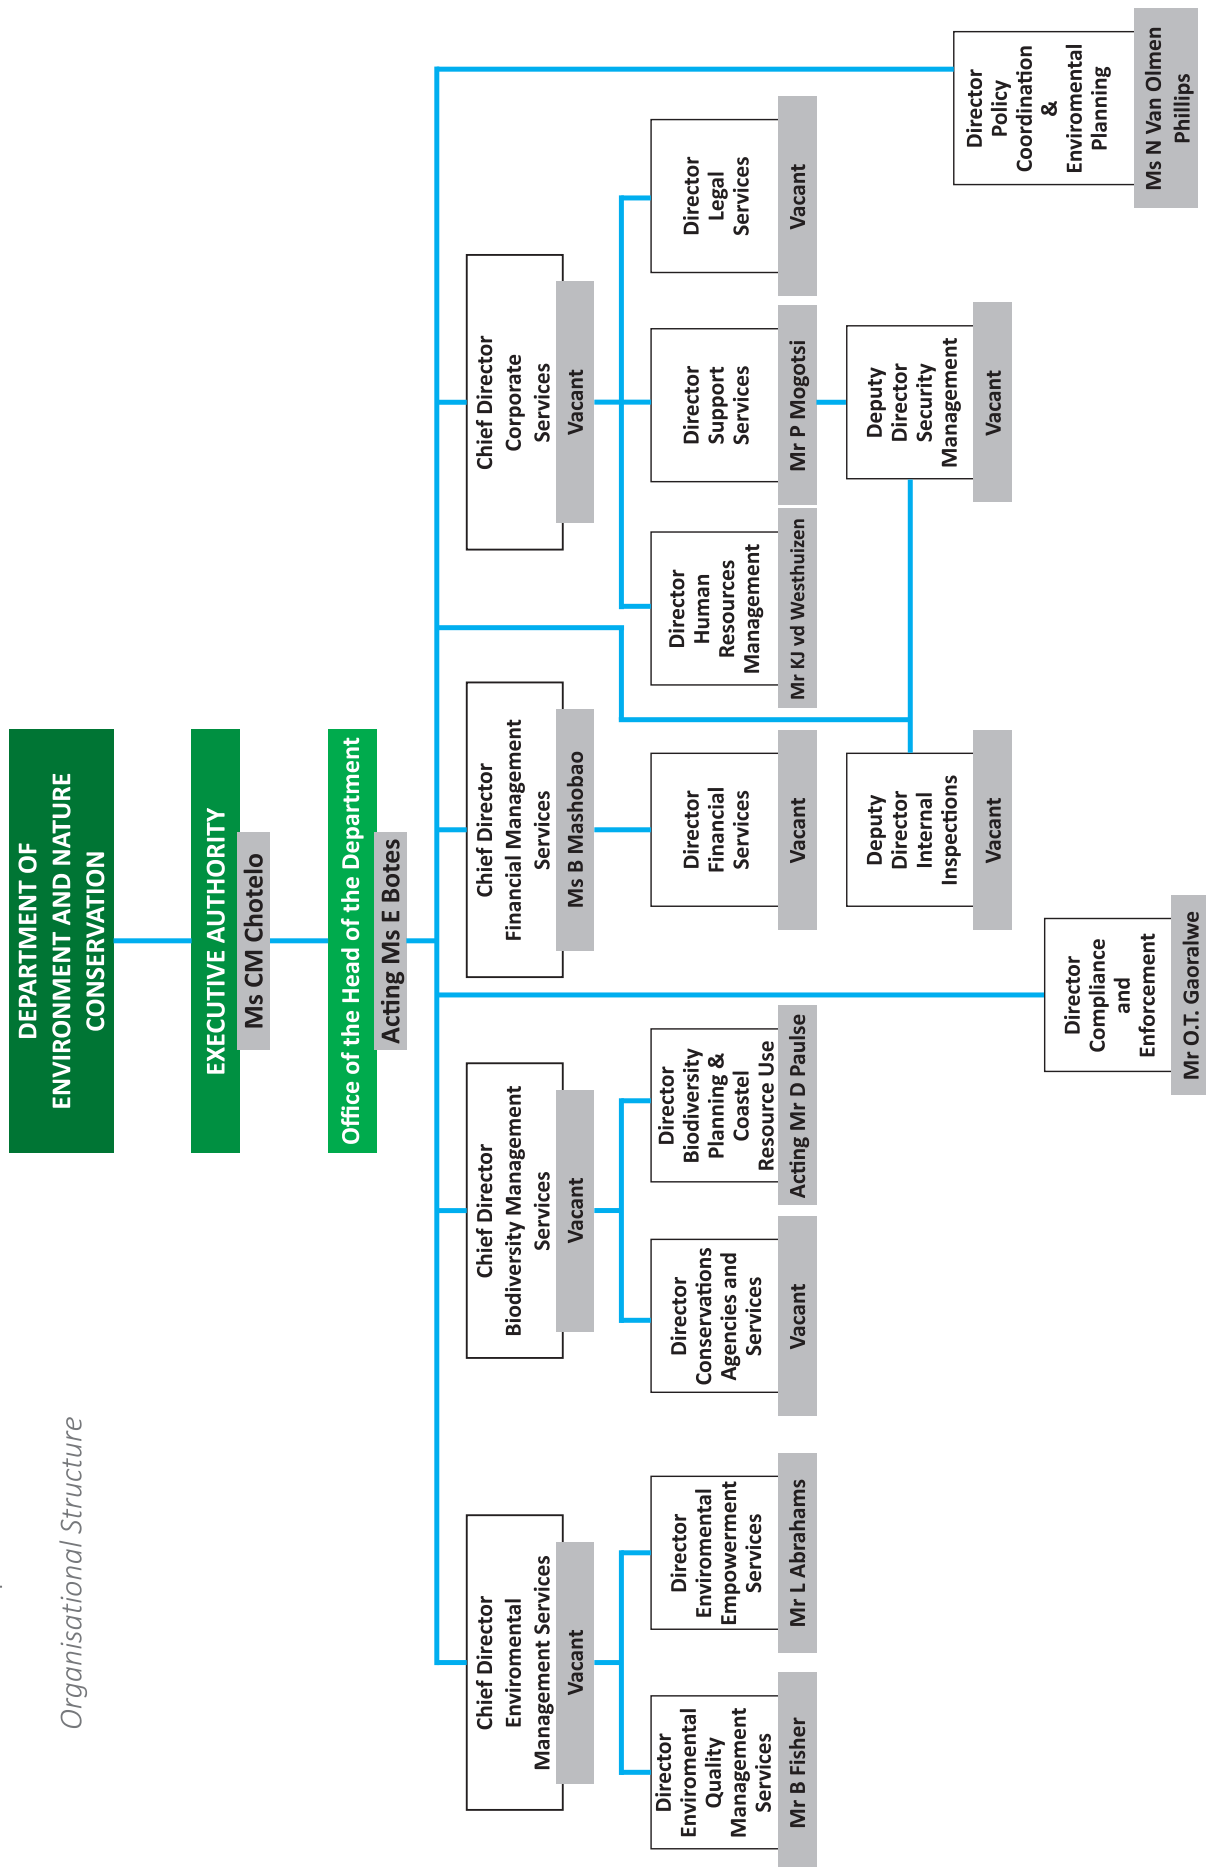 Organisational Structure
DEPARTMENT OF
ENVIRONMENT AND NATURE
CONSERVATION
EXECUTIVE AUTHORITY
Ms CM Chotelo
Office of the Head of the Department
Acting Ms E Botes
Chief Director
Enviromental
Management Services
Vacant
Chief Director
Biodiversity Management
Services
Vacant
Chief Director
Financial Management
Services
Ms B Mashobao
Chief Director
Corporate
Services
Vacant
Director
Enviromental
Quality
Management
Services
Mr B Fisher
Director
Enviromental
Empowerment
Services
Mr L Abrahams
Director
Conservations
Agencies and
Services
Vacant
Director
Biodiversity
Planning &
Coastel
Resource Use
Acting Mr D Paulse
Director
Financial
Services
Vacant
Director
Human
Resources
Management
Mr KJ vd Westhuizen
Director
Support
Services
Mr P Mogotsi
Director
Legal
Services
Vacant
Deputy
Director
Internal
Inspections
Vacant
Deputy
Director
Security
Management
Vacant
Director
Policy
Coordination
&
Enviromental
Planning
Ms N Van Olmen
Phillips
Director
Compliance
and
Enforcement
Mr O.T. Gaoralwe